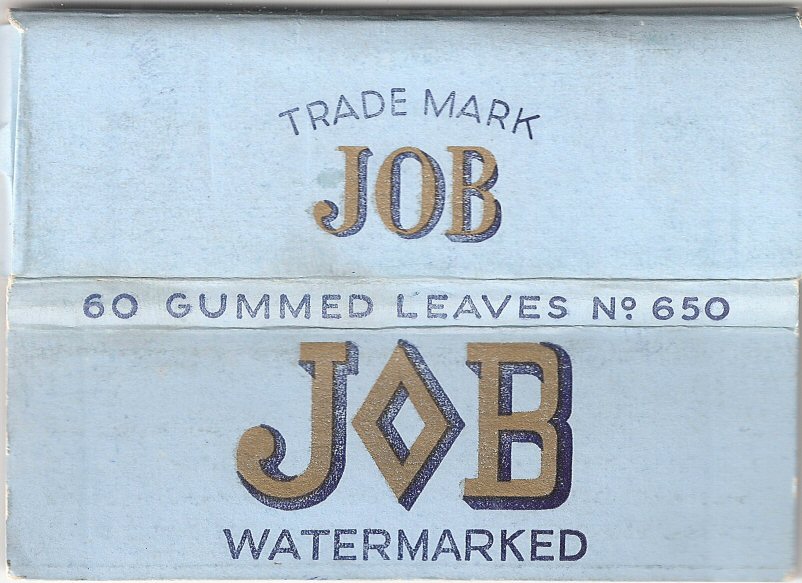 TRADE MARK
JOB
60 GUMMED LEAVES Nº 650
JOB
WATERMARKED